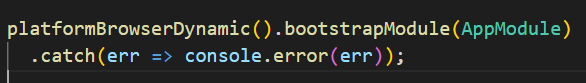 platformBrowserDynamic().bootstrapModule(AppModule)
  .catch(err => console.error(err));